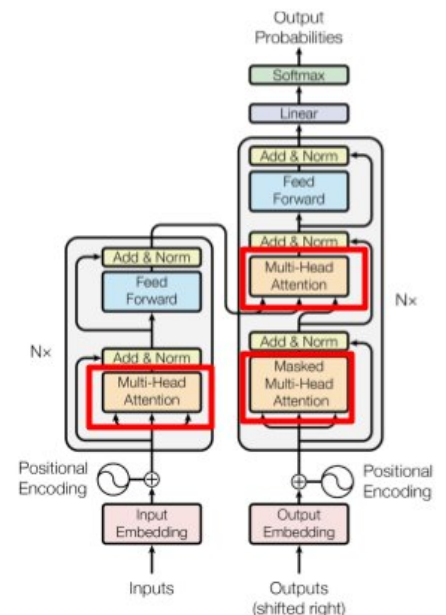 Output
Probabilities
Softmax
Linear
Add & Norm
Feed
Forward
Add & Norm
Multi-Head
Attention
Add & Norm
Masked
Multi-Head
Attention
Nx
Add & Norm
Feed
Forward
Add & Norm
Multi-Head
Attention
Nx
Positional
Encoding
Positional
Encoding
Input
Embedding
Output
Embedding
Inputs
Outputs
(shifted right)